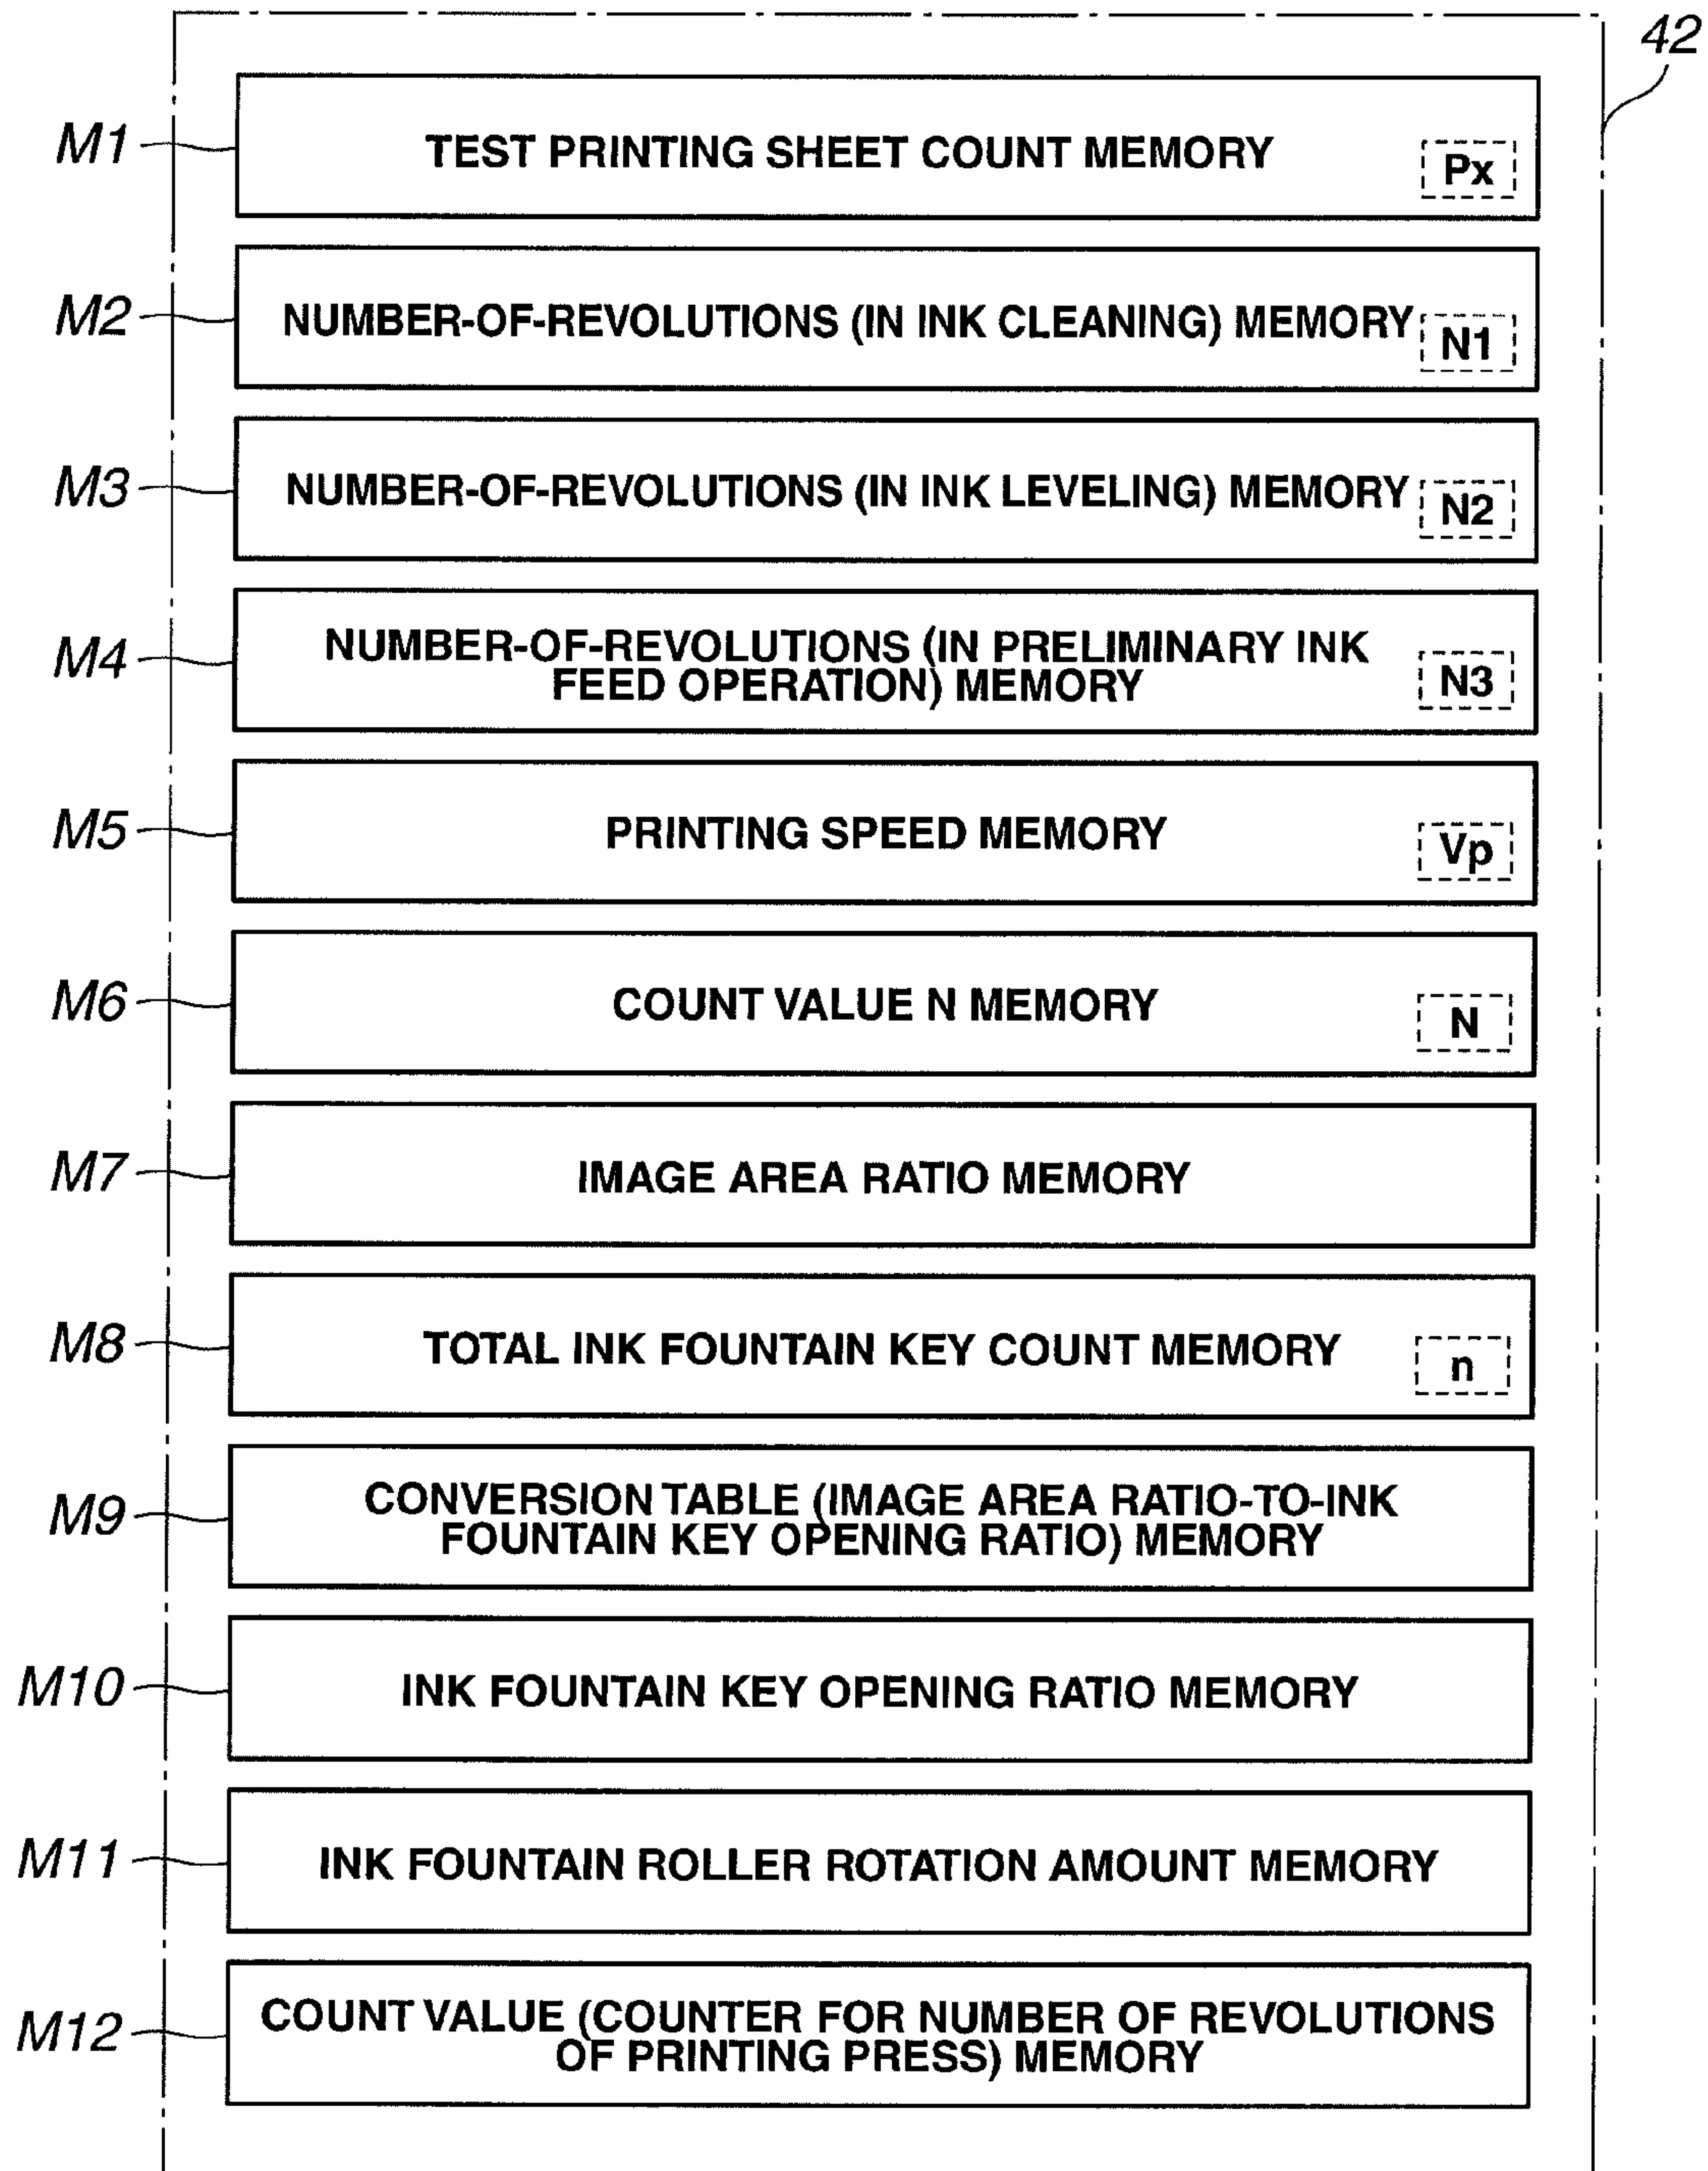 42
M1
TEST PRINTING SHEET COUNT MEMORY
Px
M2
NUMBER-OF-REVOLUTIONS (IN INK CLEANING) MEMORY
N1
M3
NUMBER-OF-REVOLUTIONS (IN INK LEVELING) MEMORY
N2
M4
NUMBER-OF-REVOLUTIONS (IN PRELIMINARY INK
FEED OPERATION) MEMORY
N3
M5
PRINTING SPEED MEMORY
Vp
M6
COUNT VALUE N MEMORY
N
M7
IMAGE AREA RATIO MEMORY
M8
TOTAL INK FOUNTAIN KEY COUNT MEMORY
n
M9
CONVERSION TABLE (IMAGE AREA RATIO-TO-INK
FOUNTAIN KEY OPENING RATIO) MEMORY
M10
INK FOUNTAIN KEY OPENING RATIO MEMORY
M11
INK FOUNTAIN ROLLER ROTATION AMOUNT MEMORY
M12
COUNT VALUE (COUNTER FOR NUMBER OF REVOLUTIONS
OF PRINTING PRESS) MEMORY